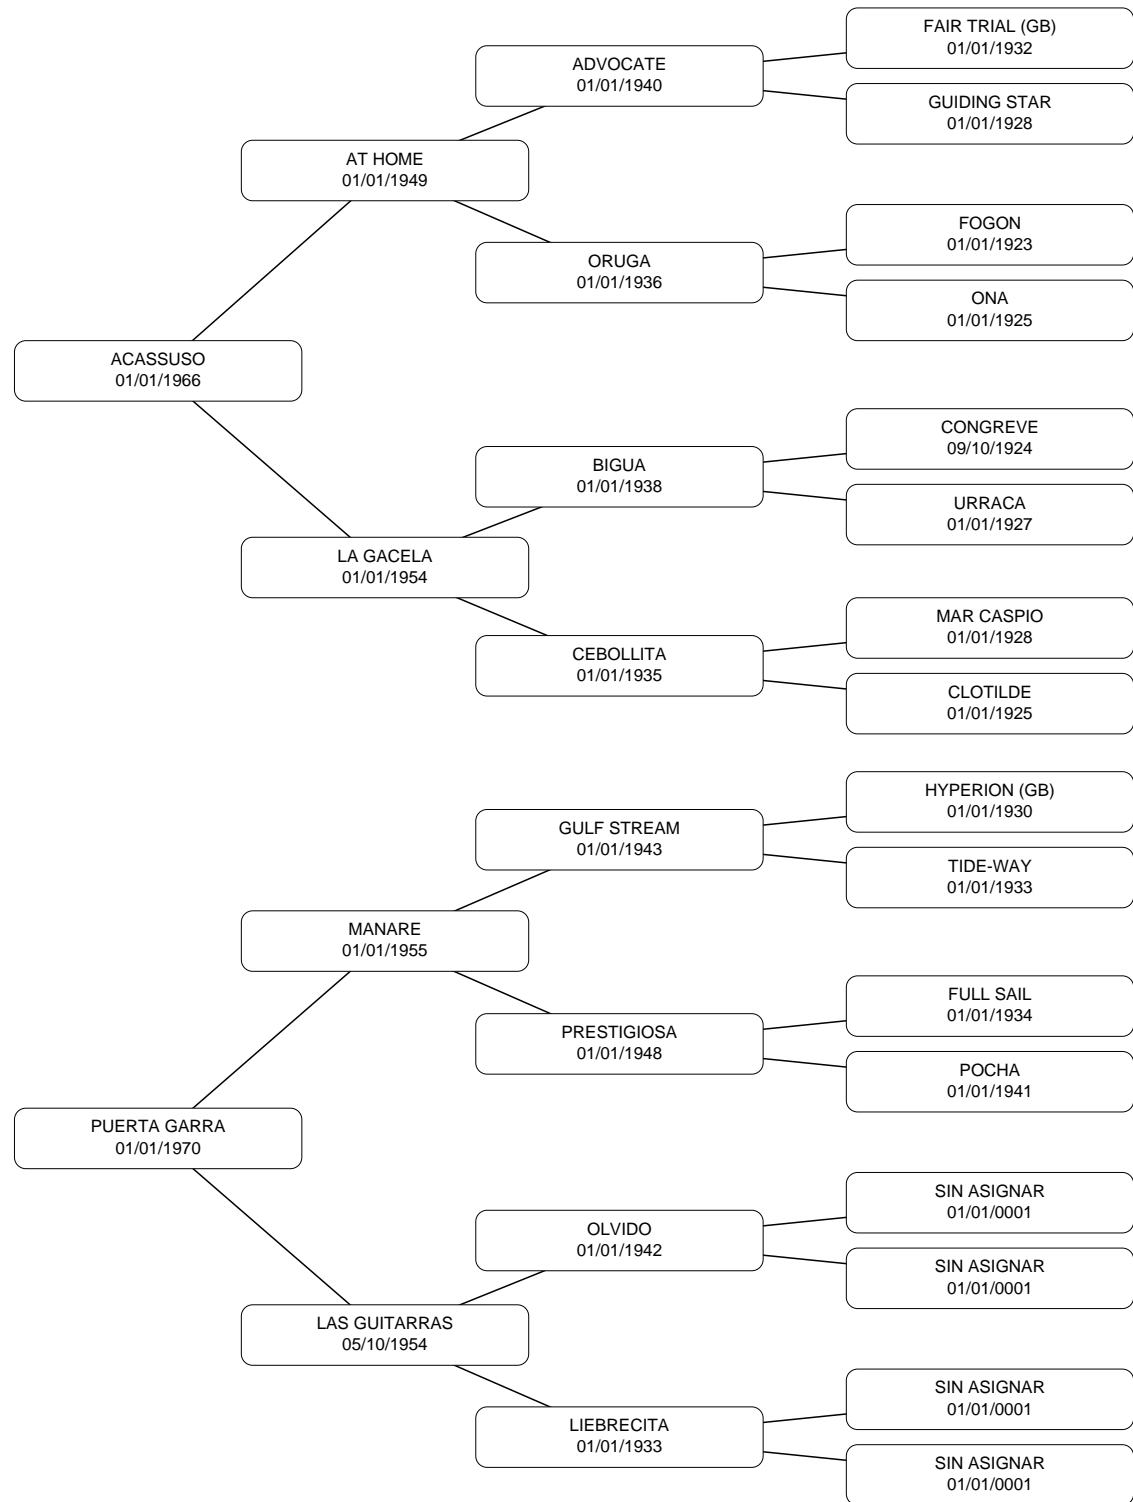 FAIR TRIAL (GB)
01/01/1932
ADVOCATE
01/01/1940
GUIDING STAR
01/01/1928
AT HOME
01/01/1949
FOGON
01/01/1923
ORUGA
01/01/1936
ONA
01/01/1925
ACASSUSO
01/01/1966
CONGREVE
09/10/1924
BIGUA
01/01/1938
URRACA
01/01/1927
LA GACELA
01/01/1954
MAR CASPIO
01/01/1928
CEBOLLITA
01/01/1935
CLOTILDE
01/01/1925
HYPERION (GB)
01/01/1930
GULF STREAM
01/01/1943
TIDE-WAY
01/01/1933
MANARE
01/01/1955
FULL SAIL
01/01/1934
PRESTIGIOSA
01/01/1948
POCHA
01/01/1941
PUERTA GARRA
01/01/1970
SIN ASIGNAR
01/01/0001
OLVIDO
01/01/1942
SIN ASIGNAR
01/01/0001
LAS GUITARRAS
05/10/1954
SIN ASIGNAR
01/01/0001
LIEBRECITA
01/01/1933
SIN ASIGNAR
01/01/0001